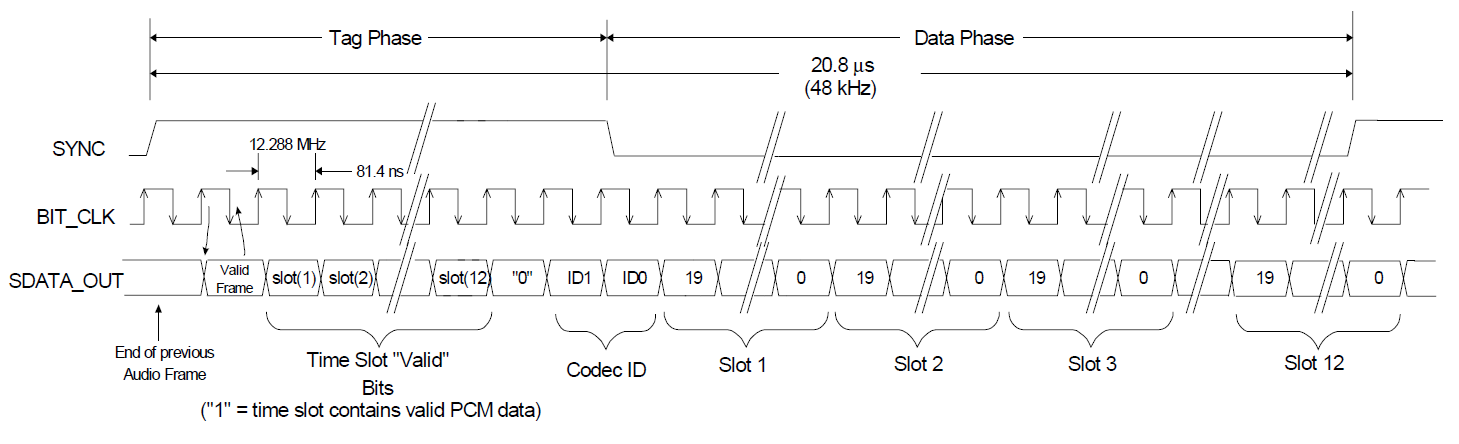 Tag Phase
Data Phase
20.8 μs
(48 kHz)
SYNC
12.288 MHz
81.4 ns
BIT_CLK
SDATA_OUT
Valid
Frame
slot(1)
slot(2)
slot(12)
"0"
ID1
ID0
19
0
19
0
19
0
19
0
End of previous
Audio Frame
Time Slot "Valid"
Bits
("1" = time slot contains valid PCM data)
Codec ID
Slot 1
Slot 2
Slot 3
Slot 12